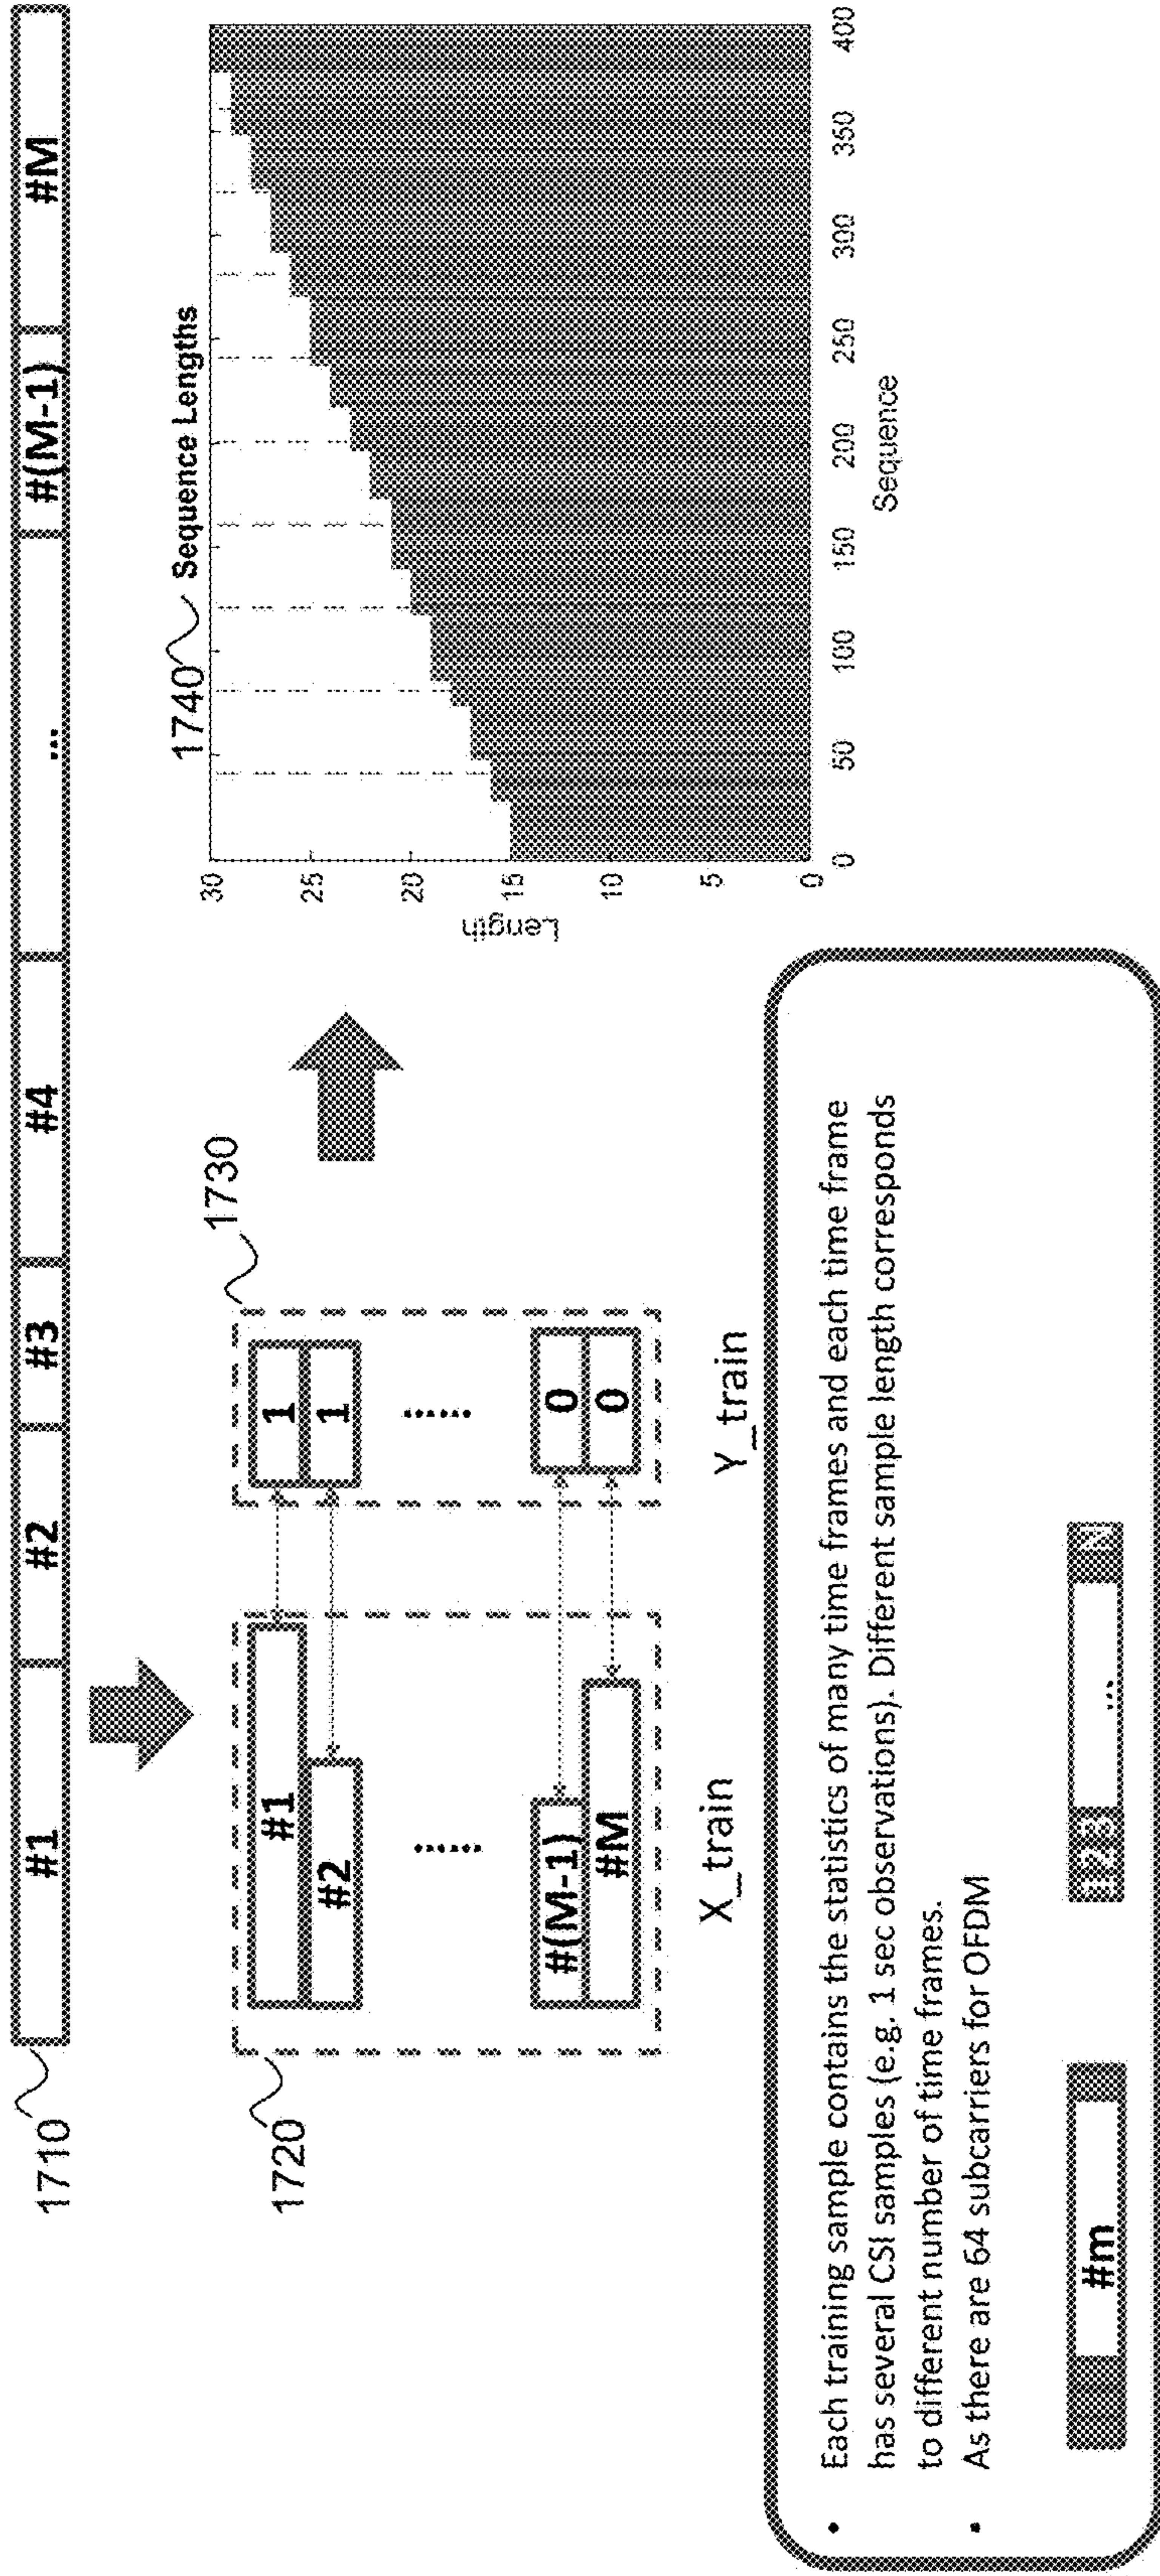 1710
#1 #2 #3 #4 ... #(M-1) #M
1720
#1
#2
......
#(M-1)
#M
X_train
1730
1
1
......
0
0
Y_train
1740
Sequence Lengths
30
25
20
15
10
5
0
Length
0 50 100 150 200 250 300 350 400
Sequence
• Each training sample contains the statistics of many time frames and each time frame
has several CSI samples (e.g. 1 sec observations). Different sample length corresponds
to different number of time frames.
• As there are 64 subcarriers for OFDM
#m
1 2 3 ... N